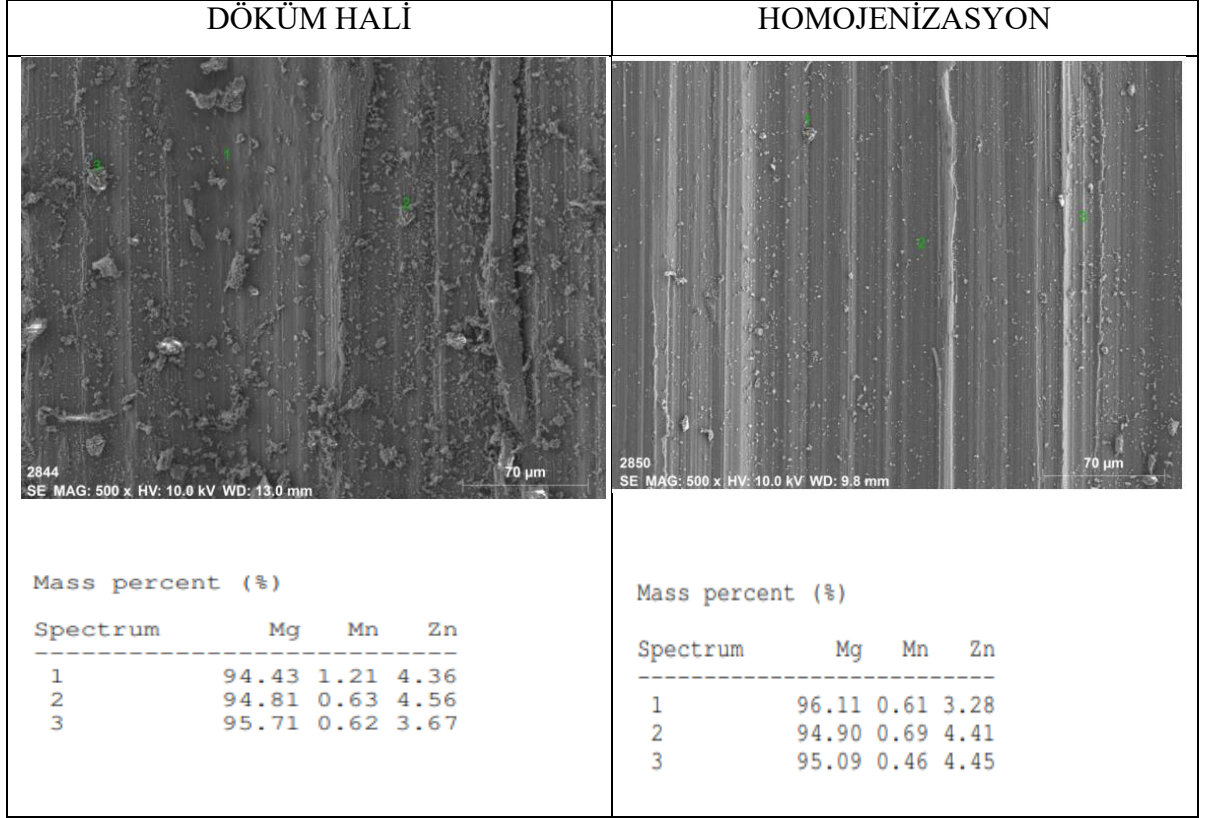 DÖKÜM HALİ
HOMOJENİZASYON
3
1
2
2844
70 µm
SE MAG: 500 x HV: 10.0 kV WD: 13.0 mm
2
2850
70 µm
SE MAG: 500 x HV: 10.0 kV WD: 9.8 mm
Mass percent (%)
Spectrum Mg Mn Zn
1 94.43 1.21 4.36
2 94.81 0.63 4.56
3 95.71 0.62 3.67
Mass percent (%)
Spectrum Mg Mn Zn
1 96.11 0.61 3.28
2 94.90 0.69 4.41
3 95.09 0.46 4.45